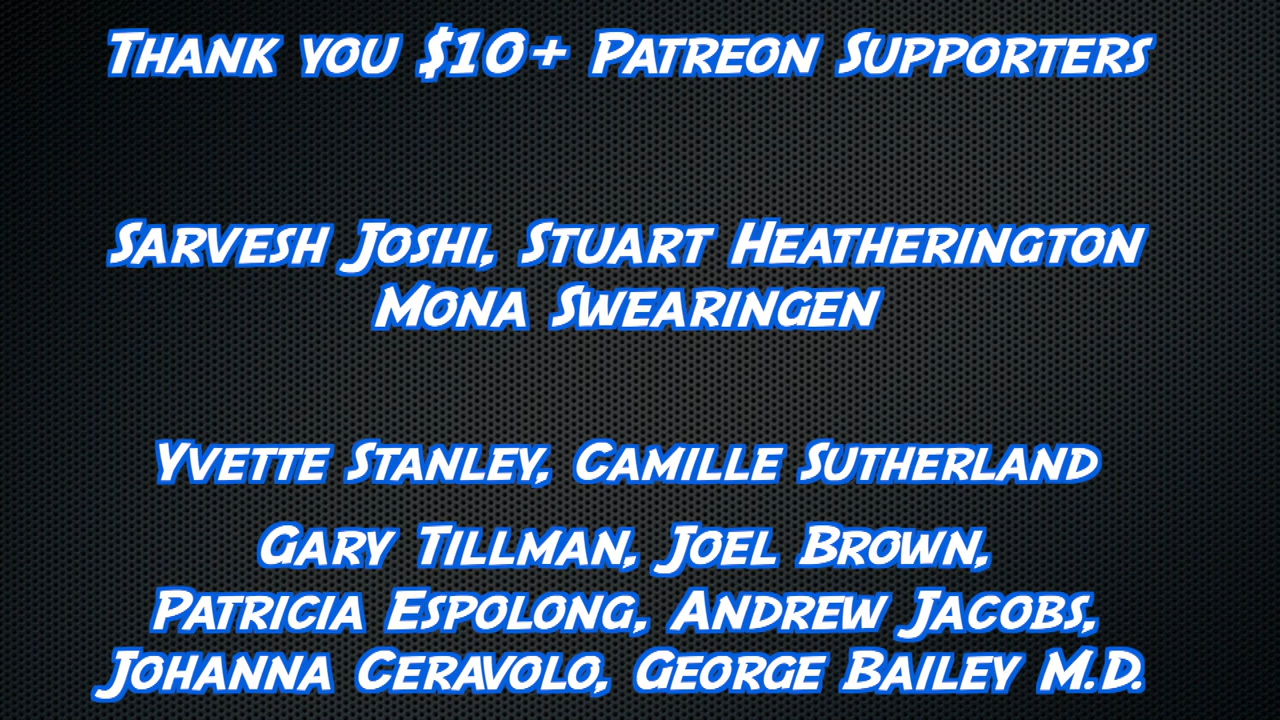 Thank you $10+ Patreon Supporters
Sarvesh Joshi, Stuart Heatherington
Mona Swearingen
Yvette Stanley, Camille Sutherland
Gary Tillman, Joel Brown,
Patricia Espolong, Andrew Jacobs,
Johanna Ceravolo, George Bailey M.D.